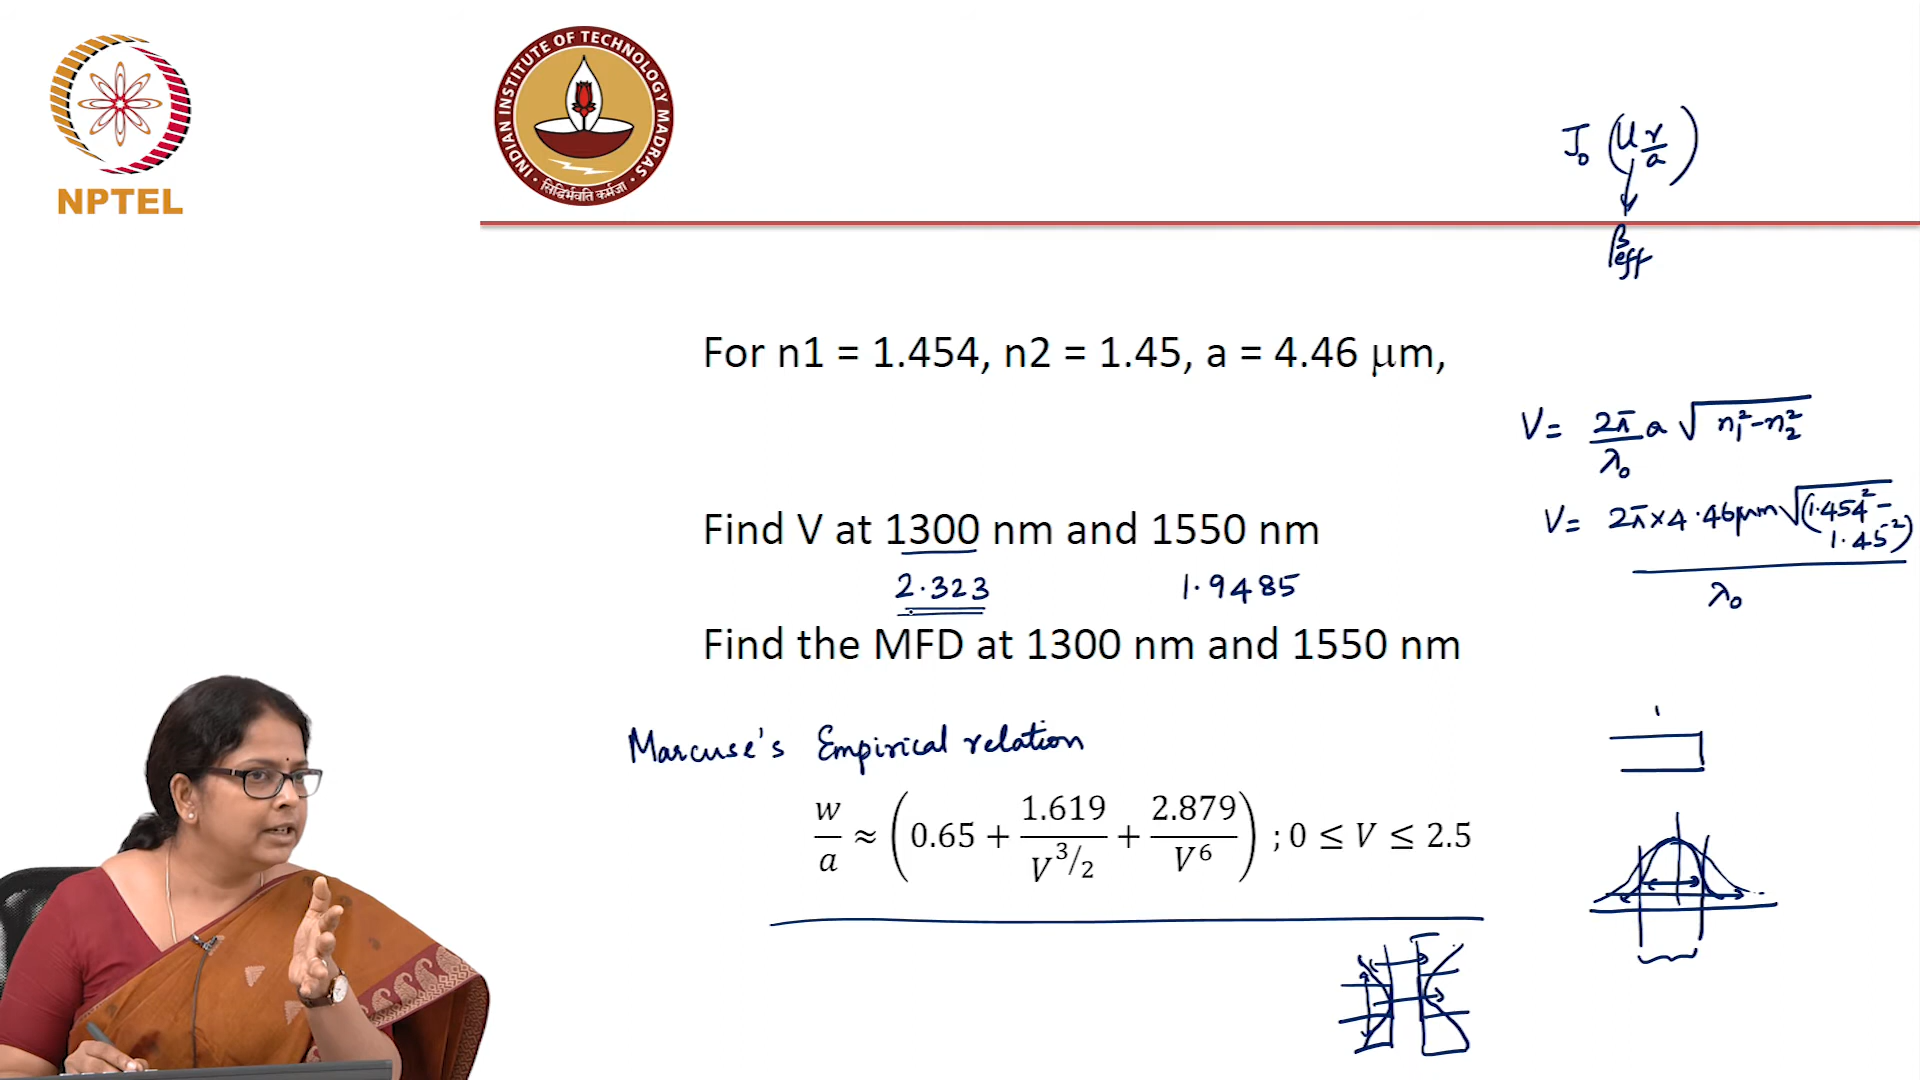 NPTEL
INDIAN INSTITUTE OF TECHNOLOGY MADRAS
सिद्धिर्भवति कर्मजा
J₀ (U r/a)
β_eff
For n1 = 1.454, n2 = 1.45, a = 4.46 μm,
V = 2π/λ₀ a √(n₁² − n₂²)
Find V at 1300 nm and 1550 nm
V = 2π × 4.46μm √(1.454² − 1.45²) / λ₀
2.323 1.9485
Find the MFD at 1300 nm and 1550 nm
Marcuse's Empirical relation
w/a ≈ (0.65 + 1.619/V^3/2 + 2.879/V^6) ; 0 ≤ V ≤ 2.5